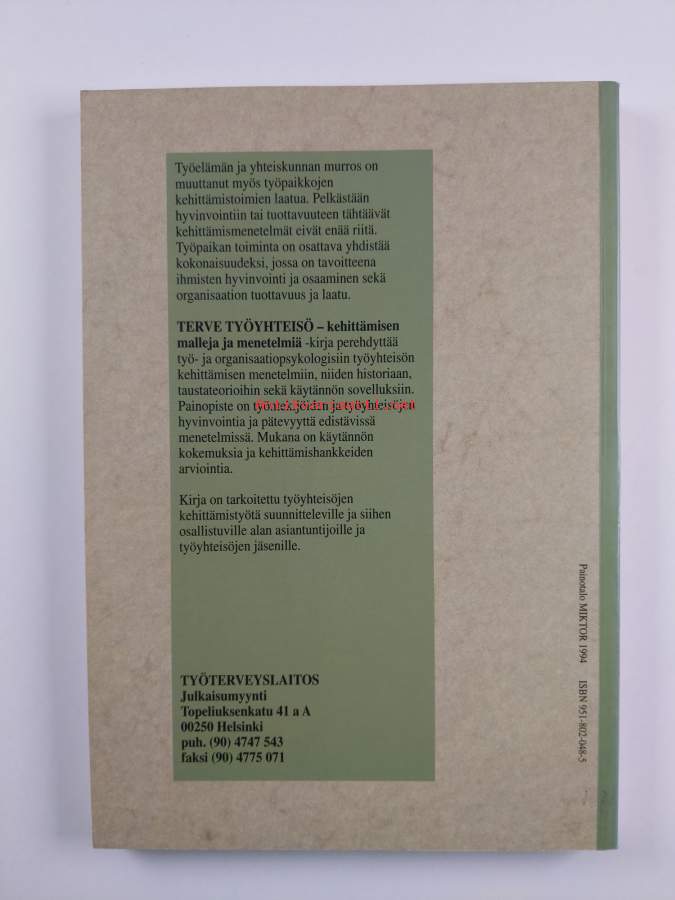 Työelämän ja yhteiskunnan murros on
muuttanut myös työpaikkojen
kehittämistoimien laatua. Pelkästään
hyvinvointiin tai tuottavuuteen tähtäävät
kehittämismenetelmät eivät enää riitä.
Työpaikan toiminta on osattava yhdistää
kokonaisuudeksi, jossa on tavoitteena
ihmisten hyvinvointi ja osaaminen sekä
organisaation tuottavuus ja laatu.
TERVE TYÖYHTEISÖ – kehittämisen
malleja ja menetelmiä -kirja perehdyttää
työ- ja organisaatiopsykologisiin työyhteisön
kehittämisen menetelmiin, niiden historiaan,
taustateorioihin sekä käytännön sovelluksiin.
Painopiste on työntekijöiden ja työyhteisöjen
hyvinvointia ja pätevyyttä edistävissä
menetelmissä. Mukana on käytännön
kokemuksia ja kehittämishankkeiden
arviointia.
Kirja on tarkoitettu työyhteisöjen
kehittämistyötä suunnitteleville ja siihen
osallistuville alan asiantuntijoille ja
työyhteisöjen jäsenille.
TYÖTERVEYSLAITOS
Julkaisumyynti
Topeliuksenkatu 41 a A
00250 Helsinki
puh. (90) 4747 543
faksi (90) 4775 071
Painotalo MIKTOR 1994 ISBN 951-802-048-5